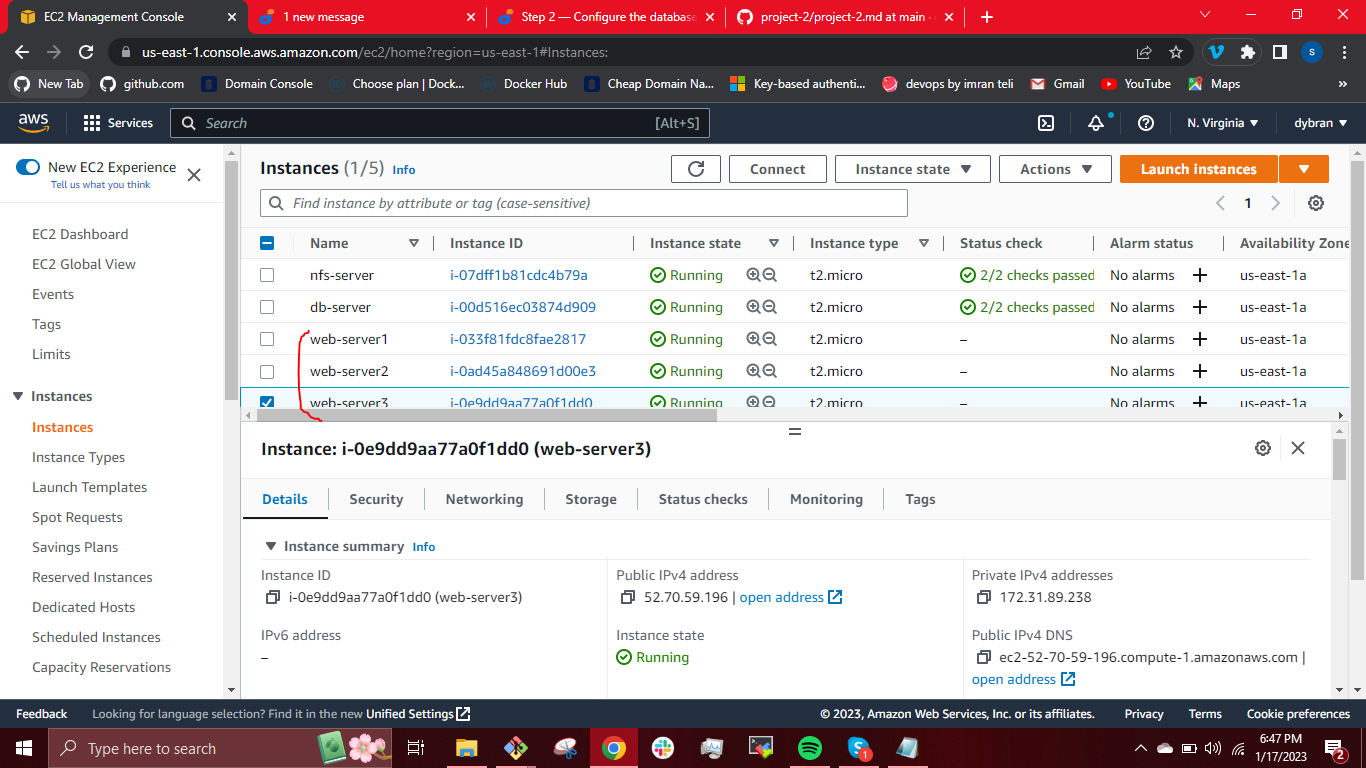 EC2 Management Console
1 new message
Step 2 — Configure the database
project-2/project-2.md at main ·
us-east-1.console.aws.amazon.com/ec2/home?region=us-east-1#Instances:
S
New Tab
github.com
Domain Console
Choose plan | Dock...
Docker Hub
Cheap Domain Na...
Key-based authenti...
devops by imran teli
Gmail
YouTube
Maps
»
aws
Services
Search
[Alt+S]
N. Virginia
dybran
New EC2 Experience
Tell us what you think
EC2 Dashboard
EC2 Global View
Events
Tags
Limits
Instances
Instances
Instance Types
Launch Templates
Spot Requests
Savings Plans
Reserved Instances
Dedicated Hosts
Scheduled Instances
Capacity Reservations
Instances (1/5) Info
Connect
Instance state
Actions
Launch instances
Find instance by attribute or tag (case-sensitive)
1
Name Instance ID Instance state Instance type Status check Alarm status Availability Zone
nfs-server i-07dff1b81cdc4b79a Running t2.micro 2/2 checks passed No alarms + us-east-1a
db-server i-00d516ec03874d909 Running t2.micro 2/2 checks passed No alarms + us-east-1a
web-server1 i-033f81fdc8fae2817 Running t2.micro – No alarms + us-east-1a
web-server2 i-0ad45a848691d00e3 Running t2.micro – No alarms + us-east-1a
web-server3 i-0e9dd9aa77a0f1dd0 Running t2.micro – No alarms + us-east-1a
Instance: i-0e9dd9aa77a0f1dd0 (web-server3)
Details Security Networking Storage Status checks Monitoring Tags
Instance summary Info
Instance ID
i-0e9dd9aa77a0f1dd0 (web-server3)
IPv6 address
–
Public IPv4 address
52.70.59.196 | open address
Instance state
Running
Private IPv4 addresses
172.31.89.238
Public IPv4 DNS
ec2-52-70-59-196.compute-1.amazonaws.com |
open address
Feedback
Looking for language selection? Find it in the new Unified Settings
© 2023, Amazon Web Services, Inc. or its affiliates.
Privacy
Terms
Cookie preferences
Type here to search
1
6:47 PM
1/17/2023
2